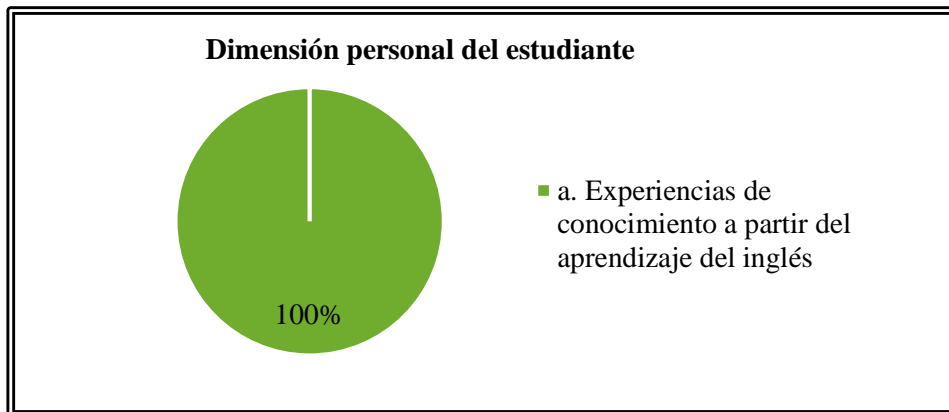 Dimensión personal del estudiante
100%
a. Experiencias de
conocimiento a partir del
aprendizaje del inglés